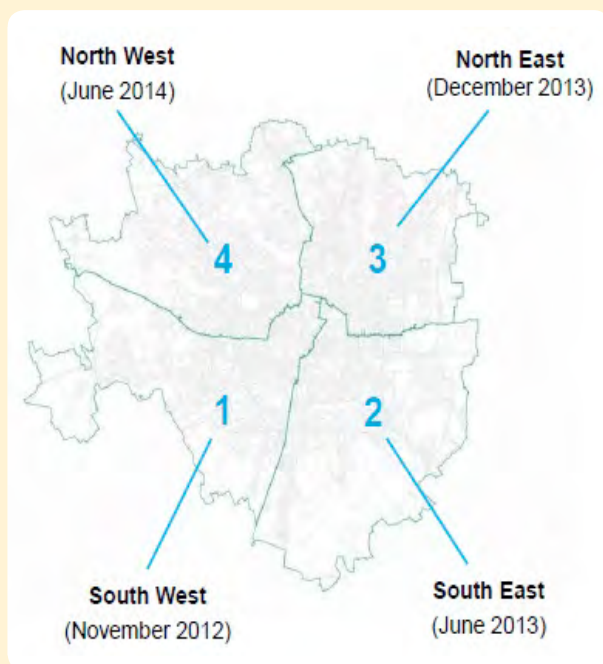 North West
(June 2014)
North East
(December 2013)
4
3
1
2
South West
(November 2012)
South East
(June 2013)